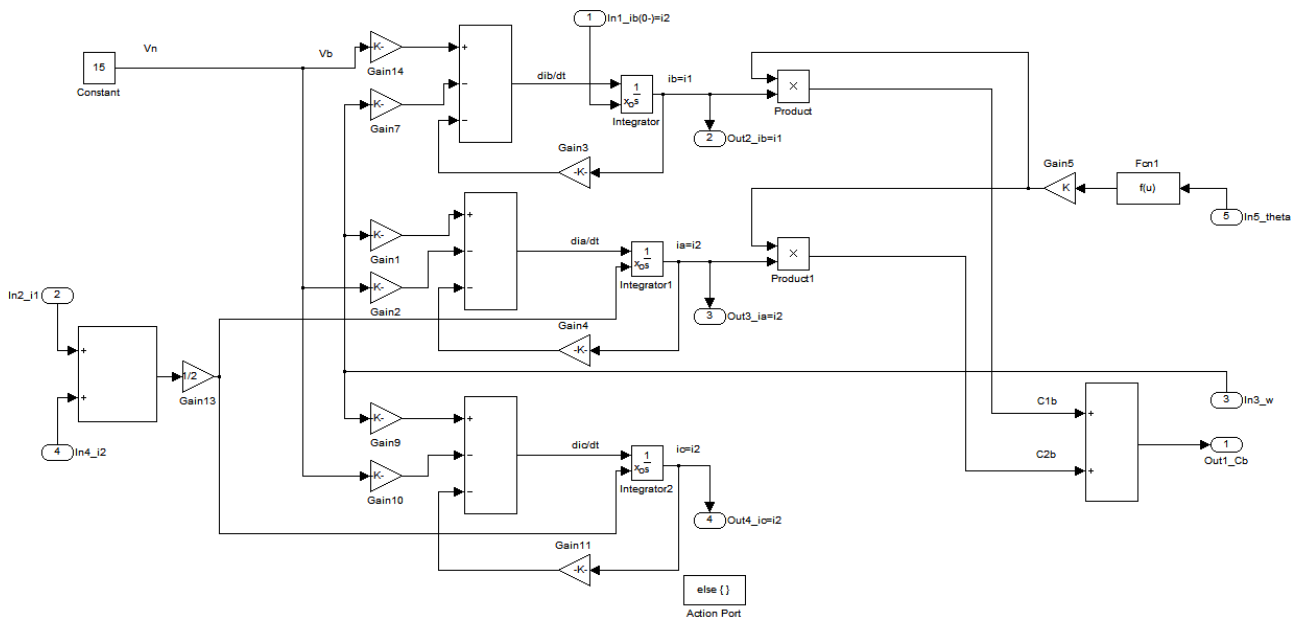 1
In1_ib(0-)=i2
Vn
Vb
15
Constant
-K-
Gain14
+
−
−
dib/dt
1
s
xo
Integrator
ib=i1
×
Product
-K-
Gain7
2
Out2_ib=i1
Gain3
-K-
Gain5
K
Fcn1
f(u)
5
In5_theta
-K-
Gain1
+
−
−
dia/dt
1
s
xo
Integrator1
ia=i2
×
Product1
-K-
Gain2
In2_i1
2
3
Out3_ia=i2
Gain4
-K-
+
+
1/2
Gain13
4
In4_i2
3
In3_w
-K-
Gain9
+
−
−
dic/dt
1
s
xo
Integrator2
ic=i2
-K-
Gain10
C1b
+
C2b
+
1
Out1_Cb
4
Out4_ic=i2
Gain11
-K-
else { }
Action Port